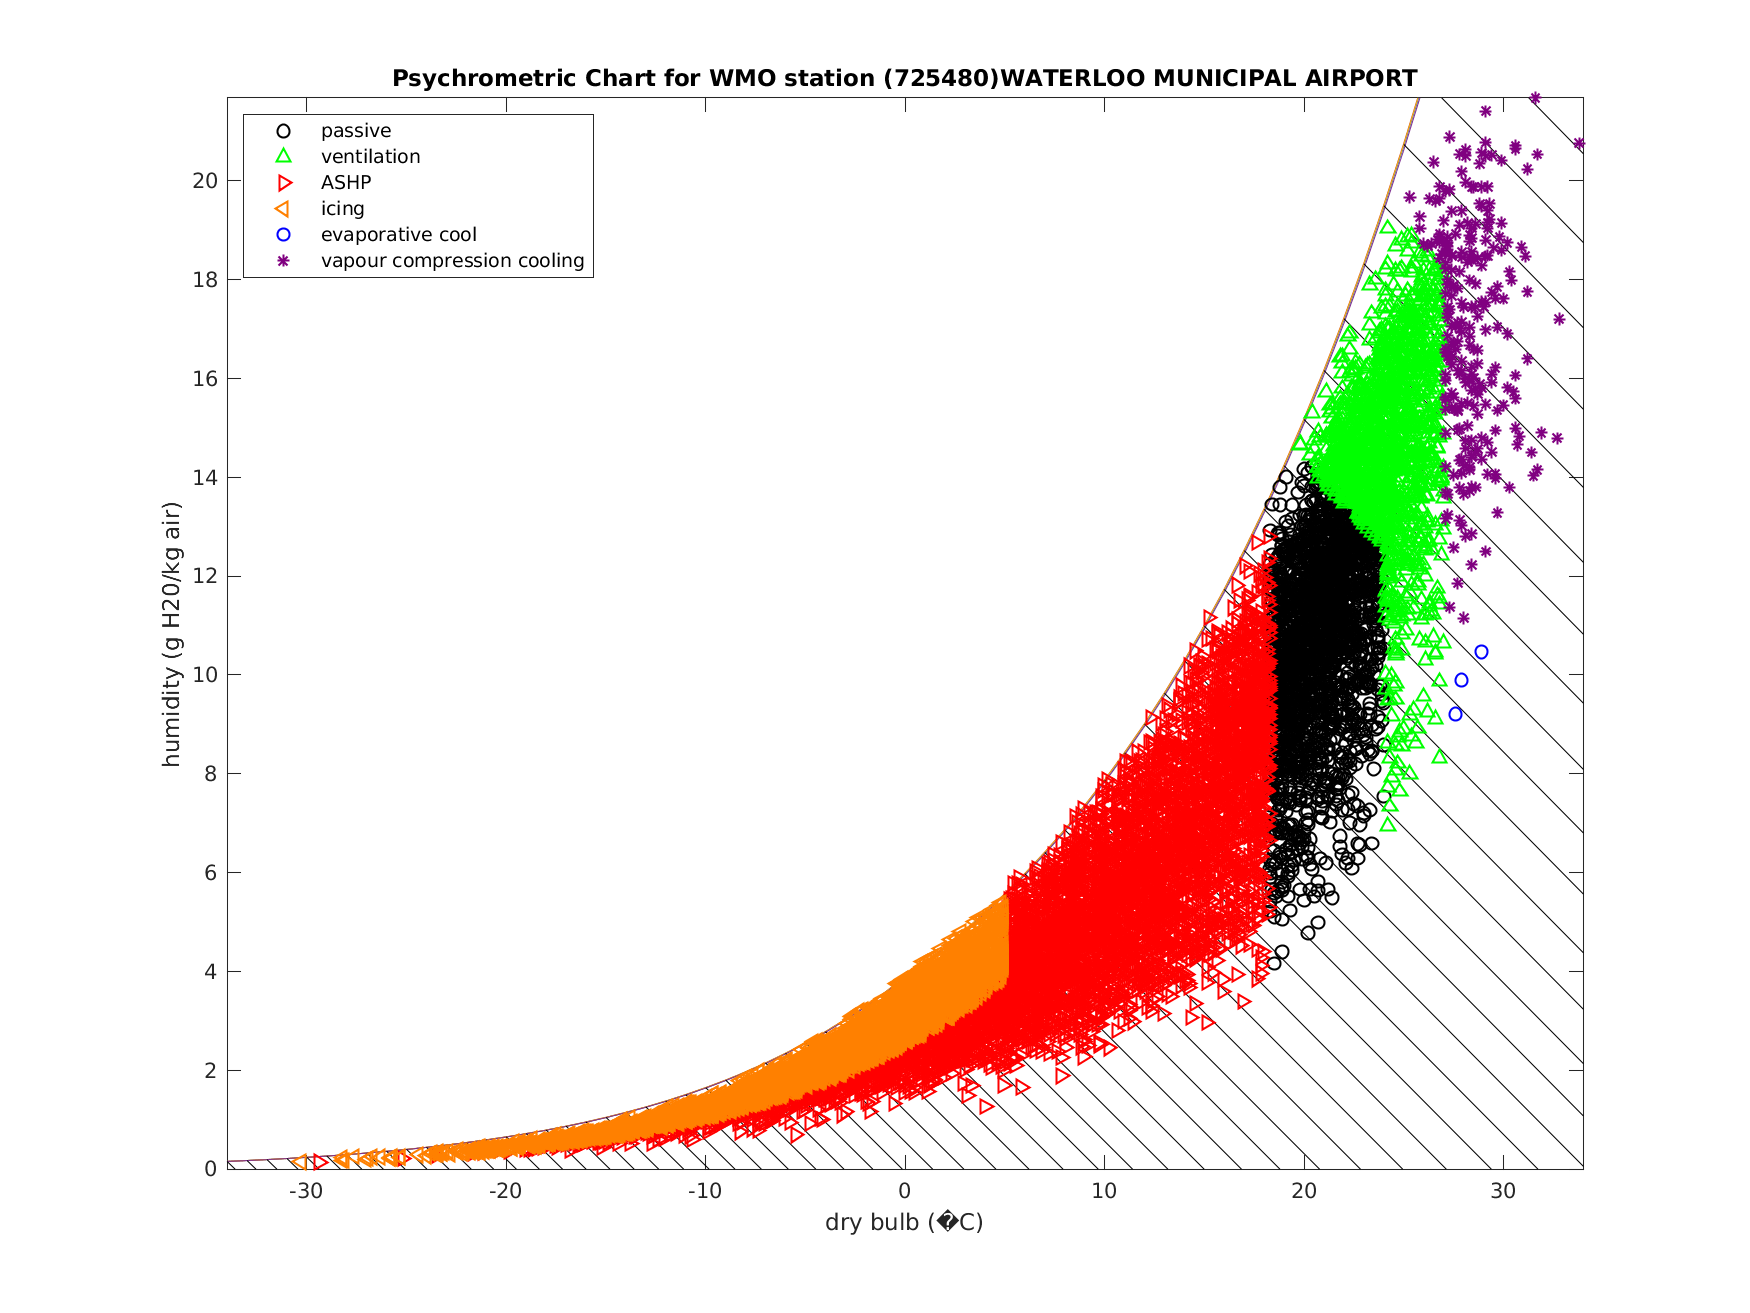 Psychrometric Chart for WMO station (725480)WATERLOO MUNICIPAL AIRPORT
passive
ventilation
ASHP
icing
evaporative cool
vapour compression cooling
20
18
16
14
12
10
8
6
4
2
0
humidity (g H20/kg air)
-30 -20 -10 0 10 20 30
dry bulb (�C)